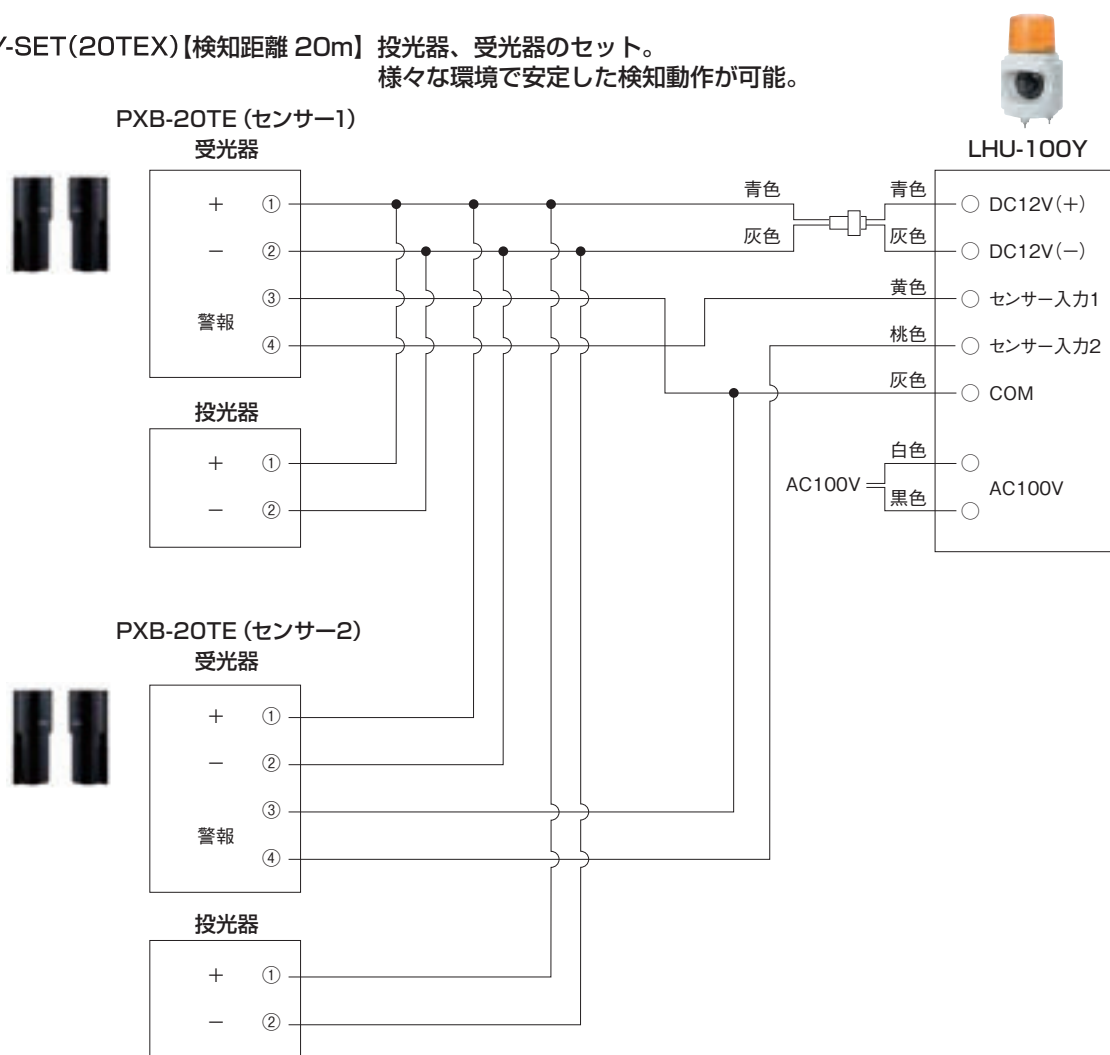 Y-SET(20TEX)【検知距離 20m】 投光器、受光器のセット。
様々な環境で安定した検知動作が可能。
PXB-20TE (センサー1)
受光器
+ ①
− ②
③
警報
④
投光器
+ ①
− ②
PXB-20TE (センサー2)
受光器
+ ①
− ②
③
警報
④
投光器
+ ①
− ②
青色
灰色
LHU-100Y
青色 DC12V(+)
灰色 DC12V(−)
黄色 センサー入力1
桃色 センサー入力2
灰色 COM
AC100V
白色
黒色
AC100V